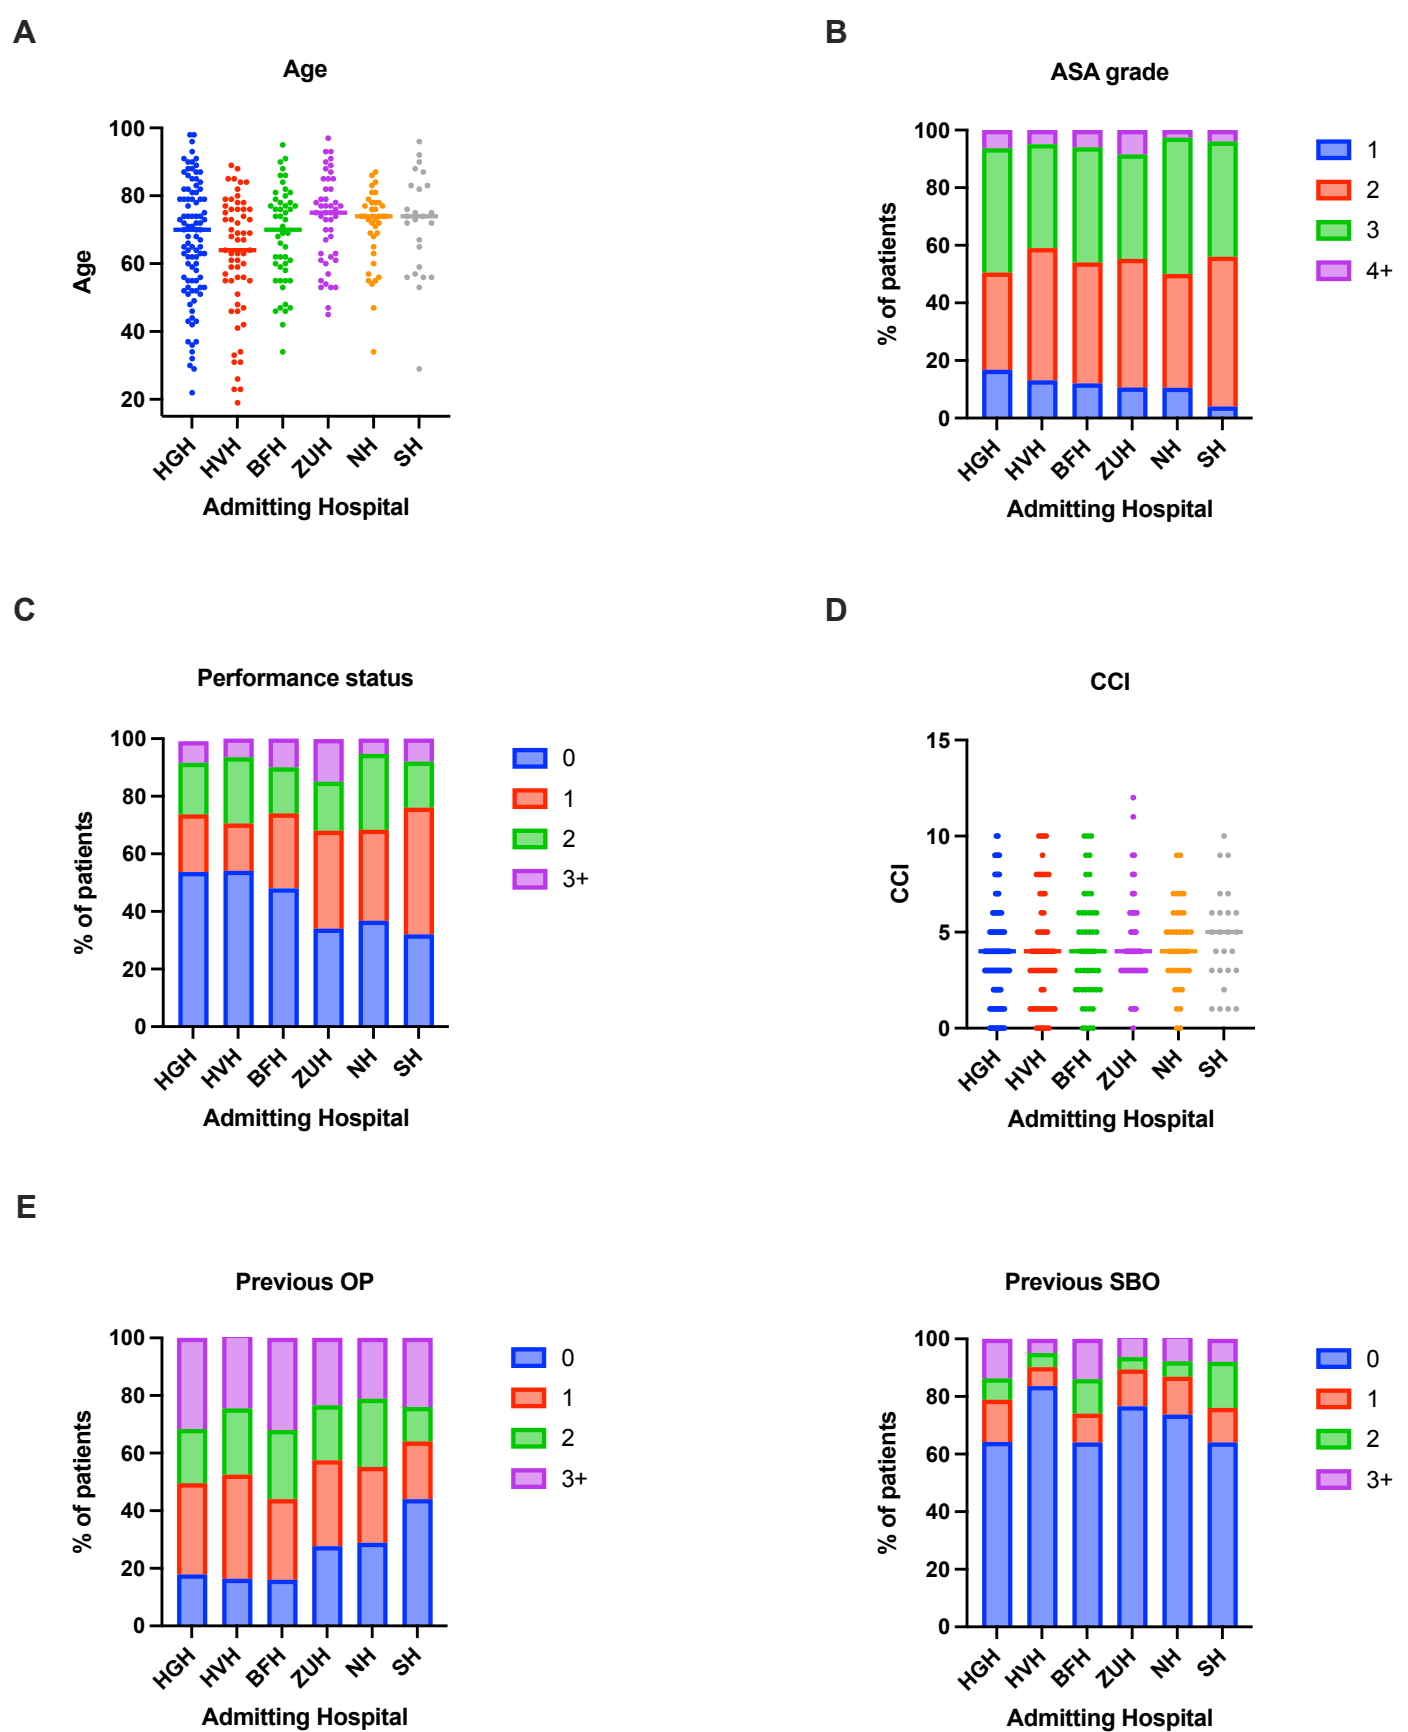 A
Age
100
80
60
40
20
Age
HGH
HVH
BFH
ZUH
NH
SH
Admitting Hospital
B
ASA grade
100
80
60
40
20
0
% of patients
HGH
HVH
BFH
ZUH
NH
SH
Admitting Hospital
1
2
3
4+
C
Performance status
100
80
60
40
20
0
% of patients
HGH
HVH
BFH
ZUH
NH
SH
Admitting Hospital
0
1
2
3+
D
CCI
15
10
5
0
CCI
HGH
HVH
BFH
ZUH
NH
SH
Admitting Hospital
E
Previous OP
100
80
60
40
20
0
% of patients
HGH
HVH
BFH
ZUH
NH
SH
Admitting Hospital
0
1
2
3+
Previous SBO
100
80
60
40
20
0
% of patients
HGH
HVH
BFH
ZUH
NH
SH
Admitting Hospital
0
1
2
3+